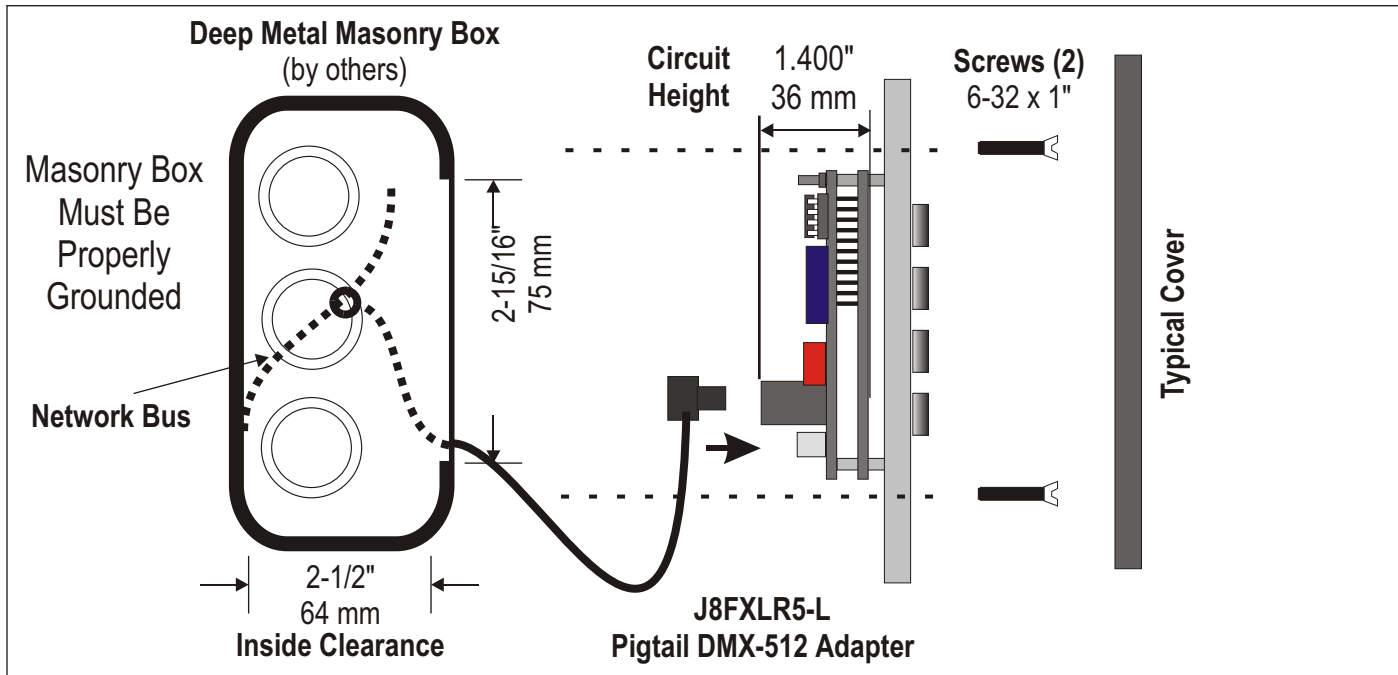 Deep Metal Masonry Box
(by others)
Masonry Box
Must Be
Properly
Grounded
Network Bus
2-15/16"
75 mm
2-1/2"
64 mm
Inside Clearance
Circuit
Height
1.400"
36 mm
J8FXLR5-L
Pigtail DMX-512 Adapter
Screws (2)
6-32 x 1"
Typical Cover